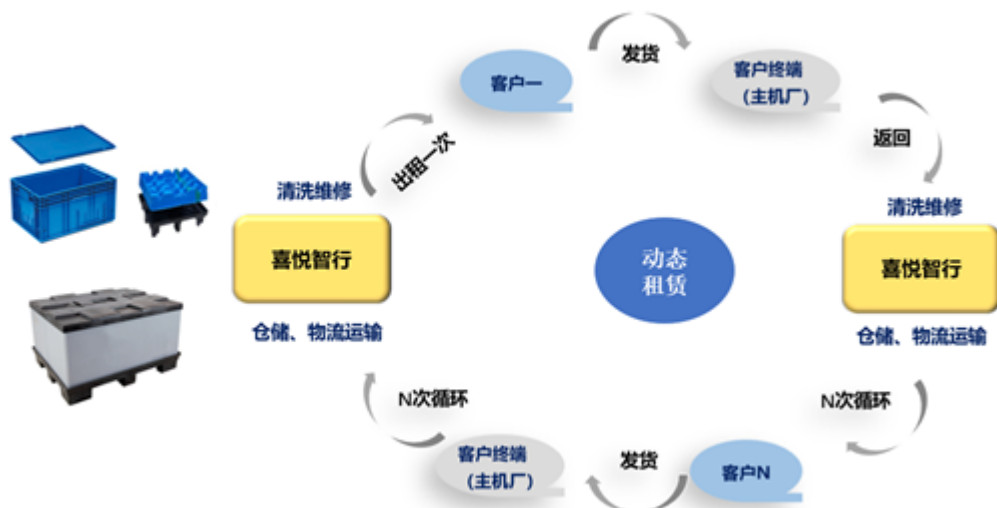 发货
客户一
客户终端
（主机厂）
出租一次
返回
清洗维修
清洗维修
喜悦智行
动态
租赁
喜悦智行
仓储、物流运输
仓储、物流运输
N次循环
N次循环
客户终端
（主机厂）
发货
客户N